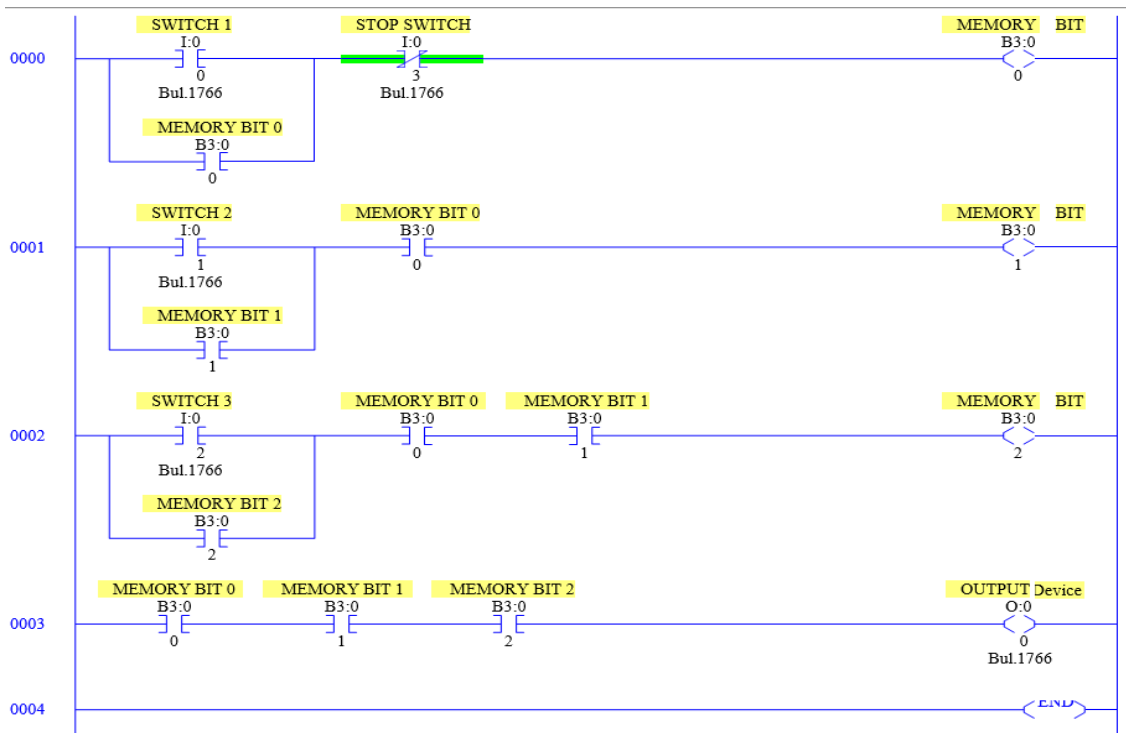 SWITCH 1 STOP SWITCH MEMORY BIT
I:0 I:0 B3:0
0000
0 3 0
Bul.1766 Bul.1766
MEMORY BIT 0
B3:0
0
SWITCH 2 MEMORY BIT 0 MEMORY BIT
I:0 B3:0 B3:0
0001
1 0 1
Bul.1766
MEMORY BIT 1
B3:0
1
SWITCH 3 MEMORY BIT 0 MEMORY BIT 1 MEMORY BIT
I:0 B3:0 B3:0 B3:0
0002
2 0 1 2
Bul.1766
MEMORY BIT 2
B3:0
2
MEMORY BIT 0 MEMORY BIT 1 MEMORY BIT 2 OUTPUT Device
B3:0 B3:0 B3:0 O:0
0003
0 1 2 0
Bul.1766
0004 END